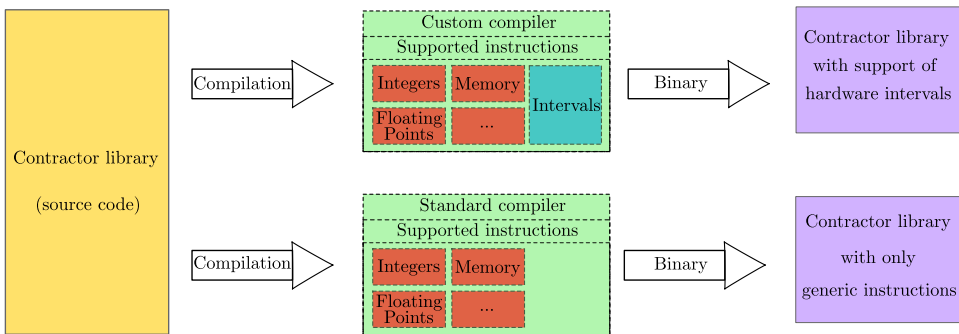 Contractor library
(source code)
Compilation
Custom compiler
Supported instructions
Integers
Memory
Floating
Points
...
Intervals
Binary
Contractor library
with support of
hardware intervals
Compilation
Standard compiler
Supported instructions
Integers
Memory
Floating
Points
...
Binary
Contractor library
with only
generic instructions